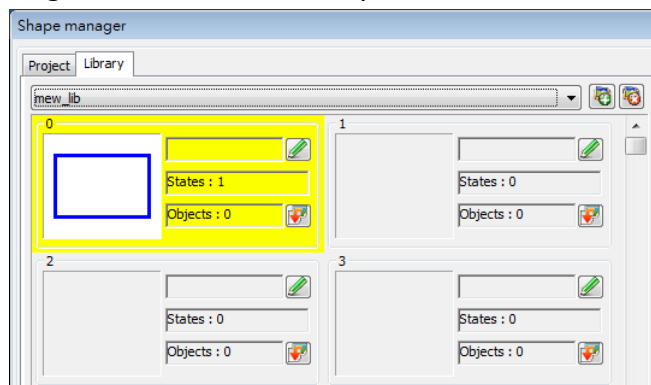 Shape manager
Project Library
mew_lib
0
States : 1
Objects : 0
1
States : 0
Objects : 0
2
States : 0
Objects : 0
3
States : 0
Objects : 0